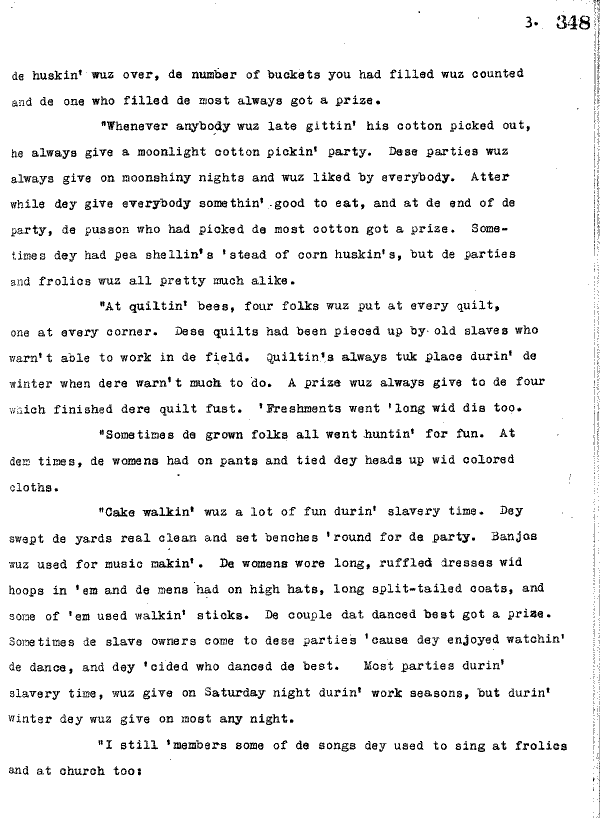 3. 348
de huskin' wuz over, de number of buckets you had filled wuz counted
and de one who filled de most always got a prize.
"Whenever anybody wuz late gittin' his cotton picked out,
he always give a moonlight cotton pickin' party. Dese parties wuz
always give on moonshiny nights and wuz liked by everybody. Atter
while dey give everybody somethin' good to eat, and at de end of de
party, de pusson who had picked de most cotton got a prize. Some-
times dey had pea shellin's 'stead of corn huskin's, but de parties
and frolics wuz all pretty much alike.
"At quiltin' bees, four folks wuz put at every quilt,
one at every corner. Dese quilts had been pieced up by old slaves who
warn't able to work in de field. Quiltin's always tuk place durin' de
winter when dere warn't much to do. A prize wuz always give to de four
which finished dere quilt fust. 'Freshments went 'long wid dis too.
"Sometimes de grown folks all went huntin' for fun. At
dem times, de womens had on pants and tied dey heads up wid colored
cloths.
"Cake walkin' wuz a lot of fun durin' slavery time. Dey
swept de yards real clean and set benches 'round for de party. Banjos
wuz used for music makin'. De womens wore long, ruffled dresses wid
hoops in 'em and de mens had on high hats, long split-tailed coats, and
some of 'em used walkin' sticks. De couple dat danced best got a prize.
Sometimes de slave owners come to dese parties 'cause dey enjoyed watchin'
de dance, and dey 'cided who danced de best. Most parties durin'
slavery time, wuz give on Saturday night durin' work seasons, but durin'
winter dey wuz give on most any night.
"I still 'members some of de songs dey used to sing at frolics
and at church too: